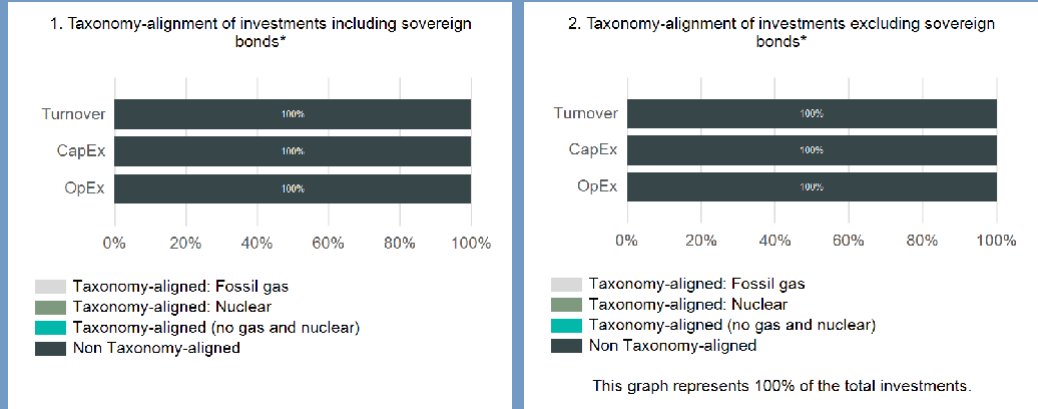 1. Taxonomy-alignment of investments including sovereign
bonds*
Turnover
100%
CapEx
100%
OpEx
100%
0% 20% 40% 60% 80% 100%
Taxonomy-aligned: Fossil gas
Taxonomy-aligned: Nuclear
Taxonomy-aligned (no gas and nuclear)
Non Taxonomy-aligned
2. Taxonomy-alignment of investments excluding sovereign
bonds*
Turnover
100%
CapEx
100%
OpEx
100%
0% 20% 40% 60% 80% 100%
Taxonomy-aligned: Fossil gas
Taxonomy-aligned: Nuclear
Taxonomy-aligned (no gas and nuclear)
Non Taxonomy-aligned
This graph represents 100% of the total investments.